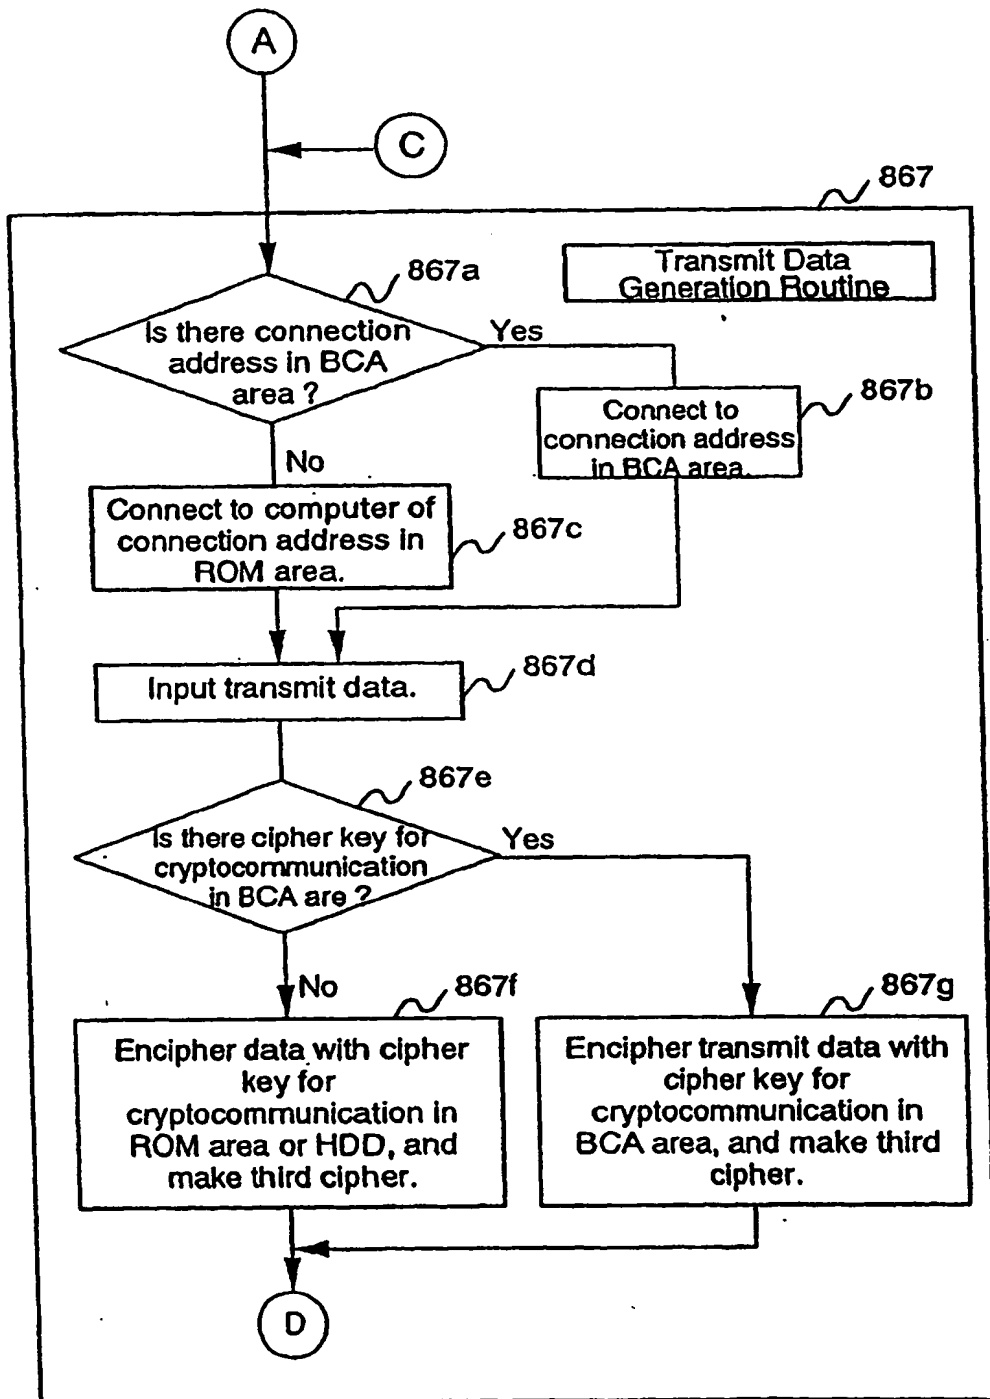 A
C
867
Transmit Data
Generation Routine
867a
Is there connection
address in BCA
area ?
Yes
867b
Connect to
connection address
in BCA area.
No
Connect to computer of
connection address in
ROM area.
867c
Input transmit data.
867d
867e
Is there cipher key for
cryptocommunication
in BCA are ?
Yes
No
867f
867g
Encipher data with cipher
key for
cryptocommunication in
ROM area or HDD, and
make third cipher.
Encipher transmit data with
cipher key for
cryptocommunication in
BCA area, and make third
cipher.
D